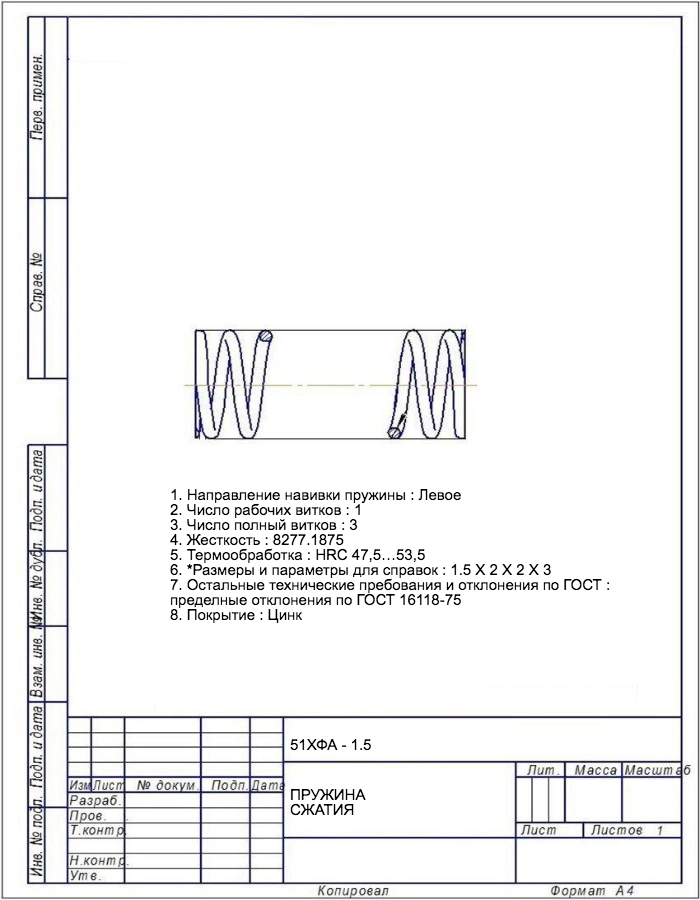 Перв. примен.
Справ. №
Подп. и дата
Инв. № дубл.
Взам. инв. №
Подп. и дата
Инв. № подл.
1. Направление навивки пружины : Левое
2. Число рабочих витков : 1
3. Число полный витков : 3
4. Жесткость : 8277.1875
5. Термообработка : HRC 47,5...53,5
6. *Размеры и параметры для справок : 1.5 X 2 X 2 X 3
7. Остальные технические пребования и отклонения по ГОСТ :
пределные отклонения по ГОСТ 16118-75
8. Покрытие : Цинк
51ХФА - 1.5
Изм Лист № докум. Подп. Дата
Разраб.
Пров.
Т.контр.
Н.контр.
Утв.
ПРУЖИНА
СЖАТИЯ
Лит. Масса Масштаб
Лист Листов 1
Копировал Формат А4